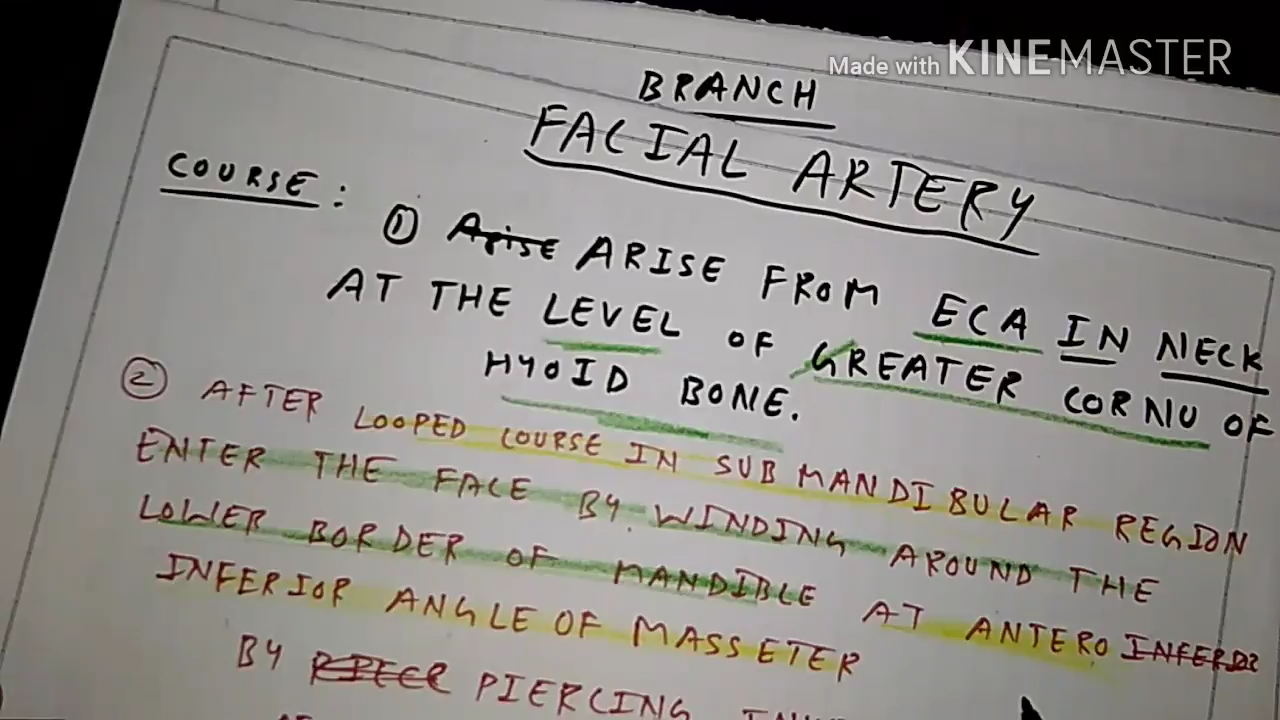 Made with KINEMASTER
BRANCH
FACIAL ARTERY
COURSE :
① Arise ARISE FROM ECA IN NECK
AT THE LEVEL OF GREATER CORNU OF
HYOID BONE.
② AFTER LOOPED COURSE IN SUBMANDIBULAR REGION
ENTER THE FACE BY WINDING AROUND THE
LOWER BORDER OF MANDIBLE AT ANTERO
INFERIOR ANGLE OF MASSETER
BY PIERCING